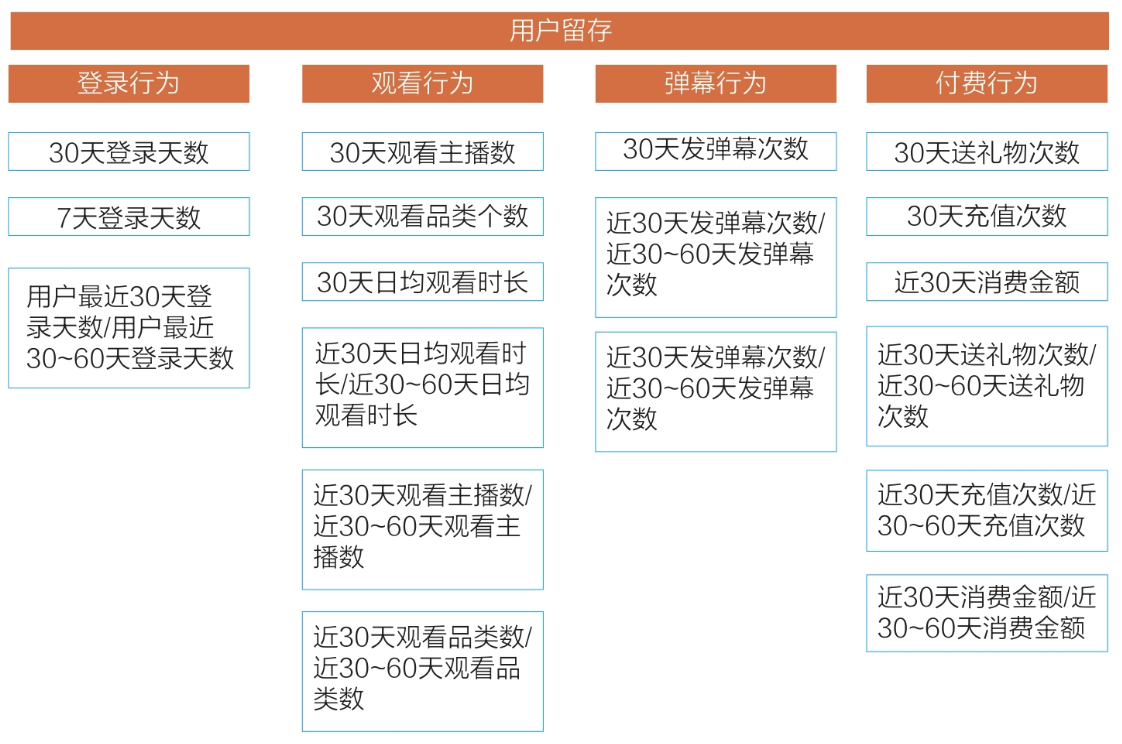 用户留存
登录行为
30天登录天数
7天登录天数
用户最近30天登
录天数/用户最近
30~60天登录天数
观看行为
30天观看主播数
30天观看品类个数
30天日均观看时长
近30天日均观看时
长/近30~60天日均
观看时长
近30天观看主播数/
近30~60天观看主
播数
近30天观看品类数/
近30~60天观看品
类数
弹幕行为
30天发弹幕次数
近30天发弹幕次数/
近30~60天发弹幕
次数
近30天发弹幕次数/
近30~60天发弹幕
次数
付费行为
30天送礼物次数
30天充值次数
近30天消费金额
近30天送礼物次数/
近30~60天送礼物
次数
近30天充值次数/近
30~60天充值次数
近30天消费金额/近
30~60天消费金额